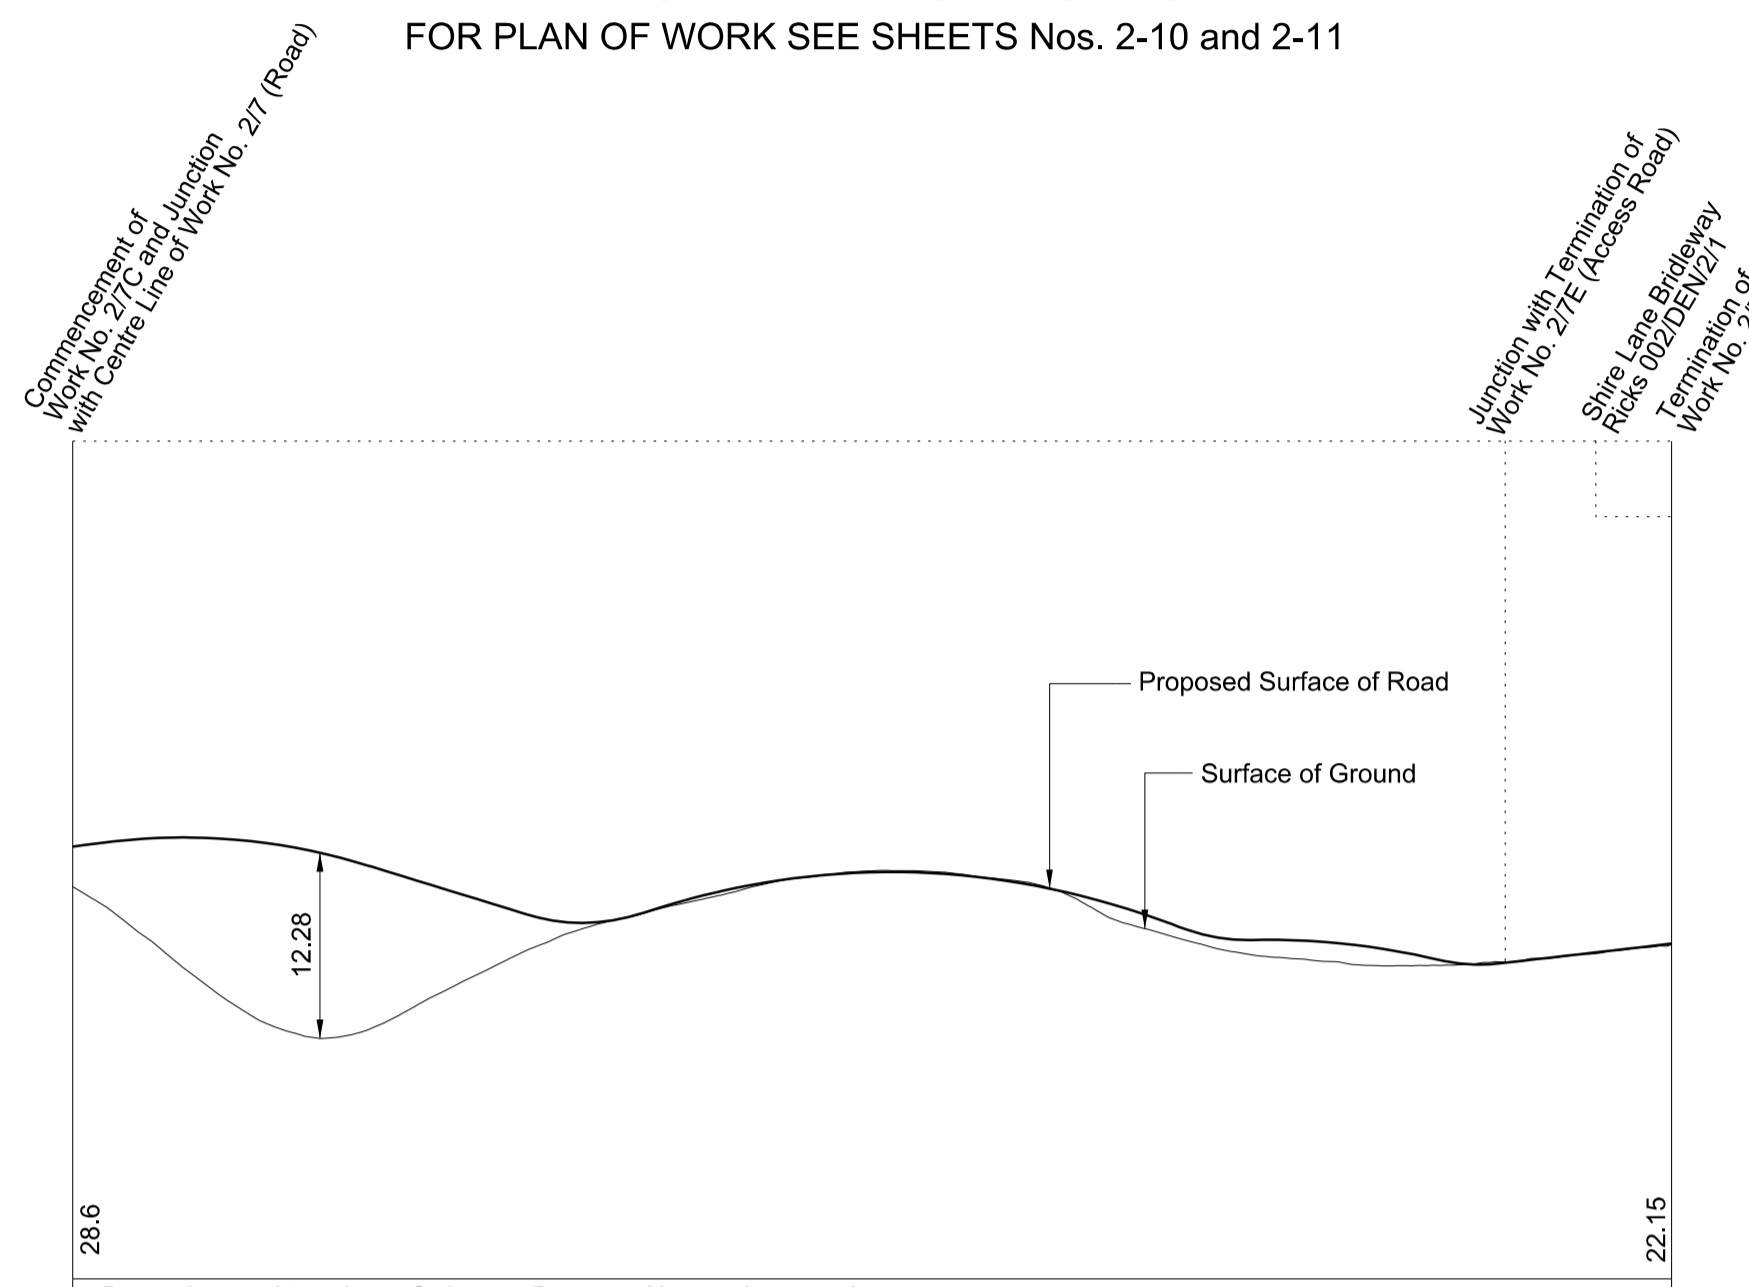 FOR PLAN OF WORK SEE SHEETS Nos. 2-10 and 2-11
Commencement of
Work No. 2/7C and Junction
with Centre Line of Work No. 2/7 (Road)
Junction with Termination of
Work No. 2/7E (Access Road)
Shire Lane Bridleway
Ricks 002/DEN/2/1
Termination of
Work No.
Proposed Surface of Road
Surface of Ground
12.28
28.6
22.15